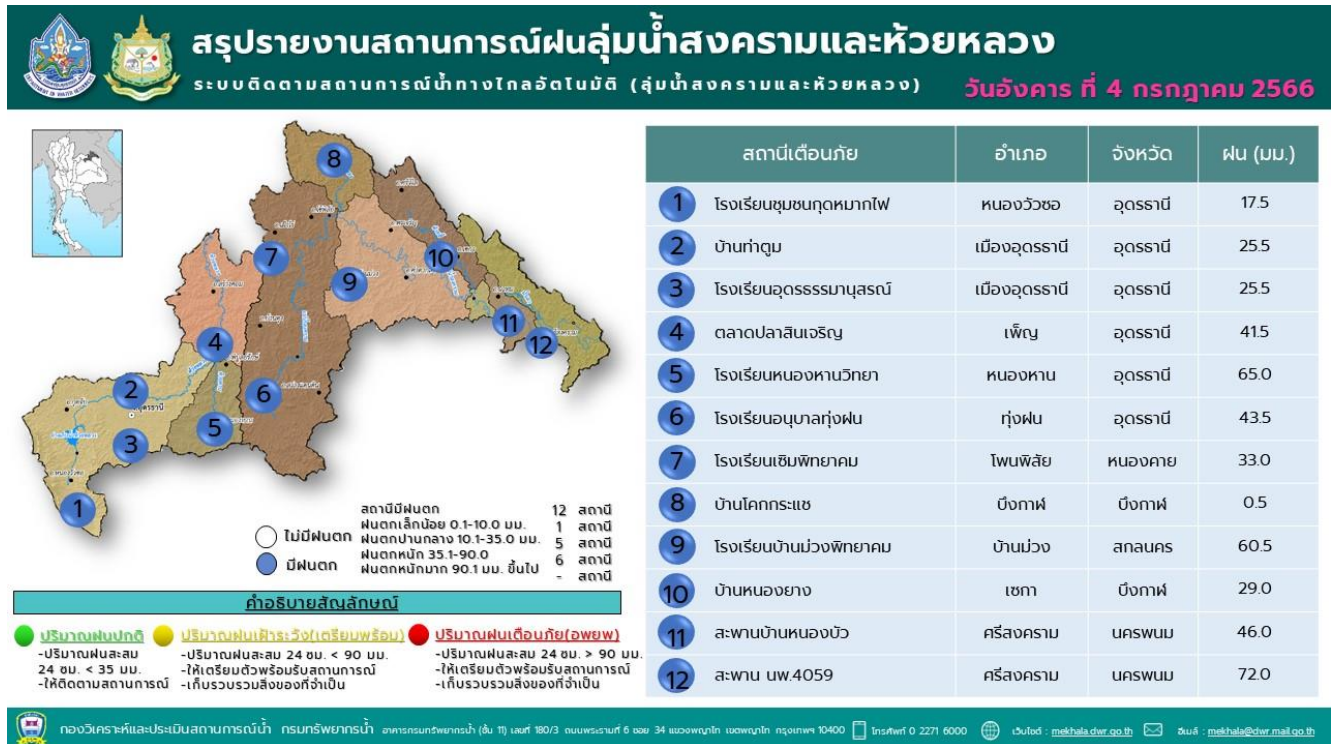 สรุปรายงานสถานการณ์ฝนลุ่มน้ำสงครามและห้วยหลวง
ระบบติดตามสถานการณ์น้ำทางไกลอัตโนมัติ (ลุ่มน้ำสงครามและห้วยหลวง)
วันอังคาร ที่ 4 กรกฎาคม 2566
สถานีเตือนภัย อำเภอ จังหวัด ฝน (มม.)
1 โรงเรียนชุมชนกุดหมากไฟ หนองวัวซอ อุดรธานี 17.5
2 บ้านท่าตูม เมืองอุดรธานี อุดรธานี 25.5
3 โรงเรียนอุดรธรรมานุสรณ์ เมืองอุดรธานี อุดรธานี 25.5
4 ตลาดปลาสินเจริญ เพ็ญ อุดรธานี 41.5
5 โรงเรียนหนองหานวิทยา หนองหาน อุดรธานี 65.0
6 โรงเรียนอนุบาลทุ่งฝน ทุ่งฝน อุดรธานี 43.5
7 โรงเรียนเซิมพิทยาคม โพนพิสัย หนองคาย 33.0
8 บ้านโคกกระแซ บึงกาฬ บึงกาฬ 0.5
9 โรงเรียนบ้านม่วงพิทยาคม บ้านม่วง สกลนคร 60.5
10 บ้านหนองยาง เซกา บึงกาฬ 29.0
11 สะพานบ้านหนองบัว ศรีสงคราม นครพนม 46.0
12 สะพาน นพ.4059 ศรีสงคราม นครพนม 72.0
8
7
10
9
11
12
4
2
6
5
3
1
ไม่มีฝนตก
มีฝนตก
สถานีมีฝนตก 12 สถานี
ฝนตกเล็กน้อย 0.1-10.0 มม. 1 สถานี
ฝนตกปานกลาง 10.1-35.0 มม. 5 สถานี
ฝนตกหนัก 35.1-90.0 6 สถานี
ฝนตกหนักมาก 90.1 มม. ขึ้นไป - สถานี
คำอธิบายสัญลักษณ์
ปริมาณฝนปกติ
-ปริมาณฝนสะสม
24 ชม. < 35 มม.
-ให้ติดตามสถานการณ์
ปริมาณฝนเฝ้าระวัง(เตรียมพร้อม)
-ปริมาณฝนสะสม 24 ชม. < 90 มม.
-ให้เตรียมตัวพร้อมรับสถานการณ์
-เก็บรวบรวมสิ่งของที่จำเป็น
ปริมาณฝนเตือนภัย(อพยพ)
-ปริมาณฝนสะสม 24 ชม. > 90 มม.
-ให้เตรียมตัวพร้อมรับสถานการณ์
-เก็บรวบรวมสิ่งของที่จำเป็น
กองวิเคราะห์และประเมินสถานการณ์น้ำ กรมทรัพยากรน้ำ อาคารกรมทรัพยากรน้ำ (ชั้น 11) เลขที่ 180/3 ถนนพระรามที่ 6 ซอย 34 แขวงพญาไท เขตพญาไท กรุงเทพฯ 10400 โทรศัพท์ 0 2271 6000 เว็บไซต์ : mekhala.dwr.go.th อีเมล์ : mekhala@dwr.mail.go.th